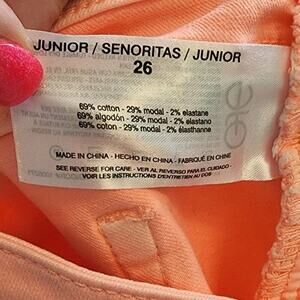 JUNIOR / SENORITAS / JUNIOR
26
69% cotton - 29% modal - 2% elastane
69% algodón - 29% modal - 2% elastano
69% coton - 29% modal - 2% élasthanne
MADE IN CHINA - HECHO EN CHINA - FABRIQUÉ EN CHINE
SEE REVERSE FOR CARE - VER AL REVERSO PARA EL CUIDADO -
VOIR LES INSTRUCTIONS D'ENTRETIEN AU DOS